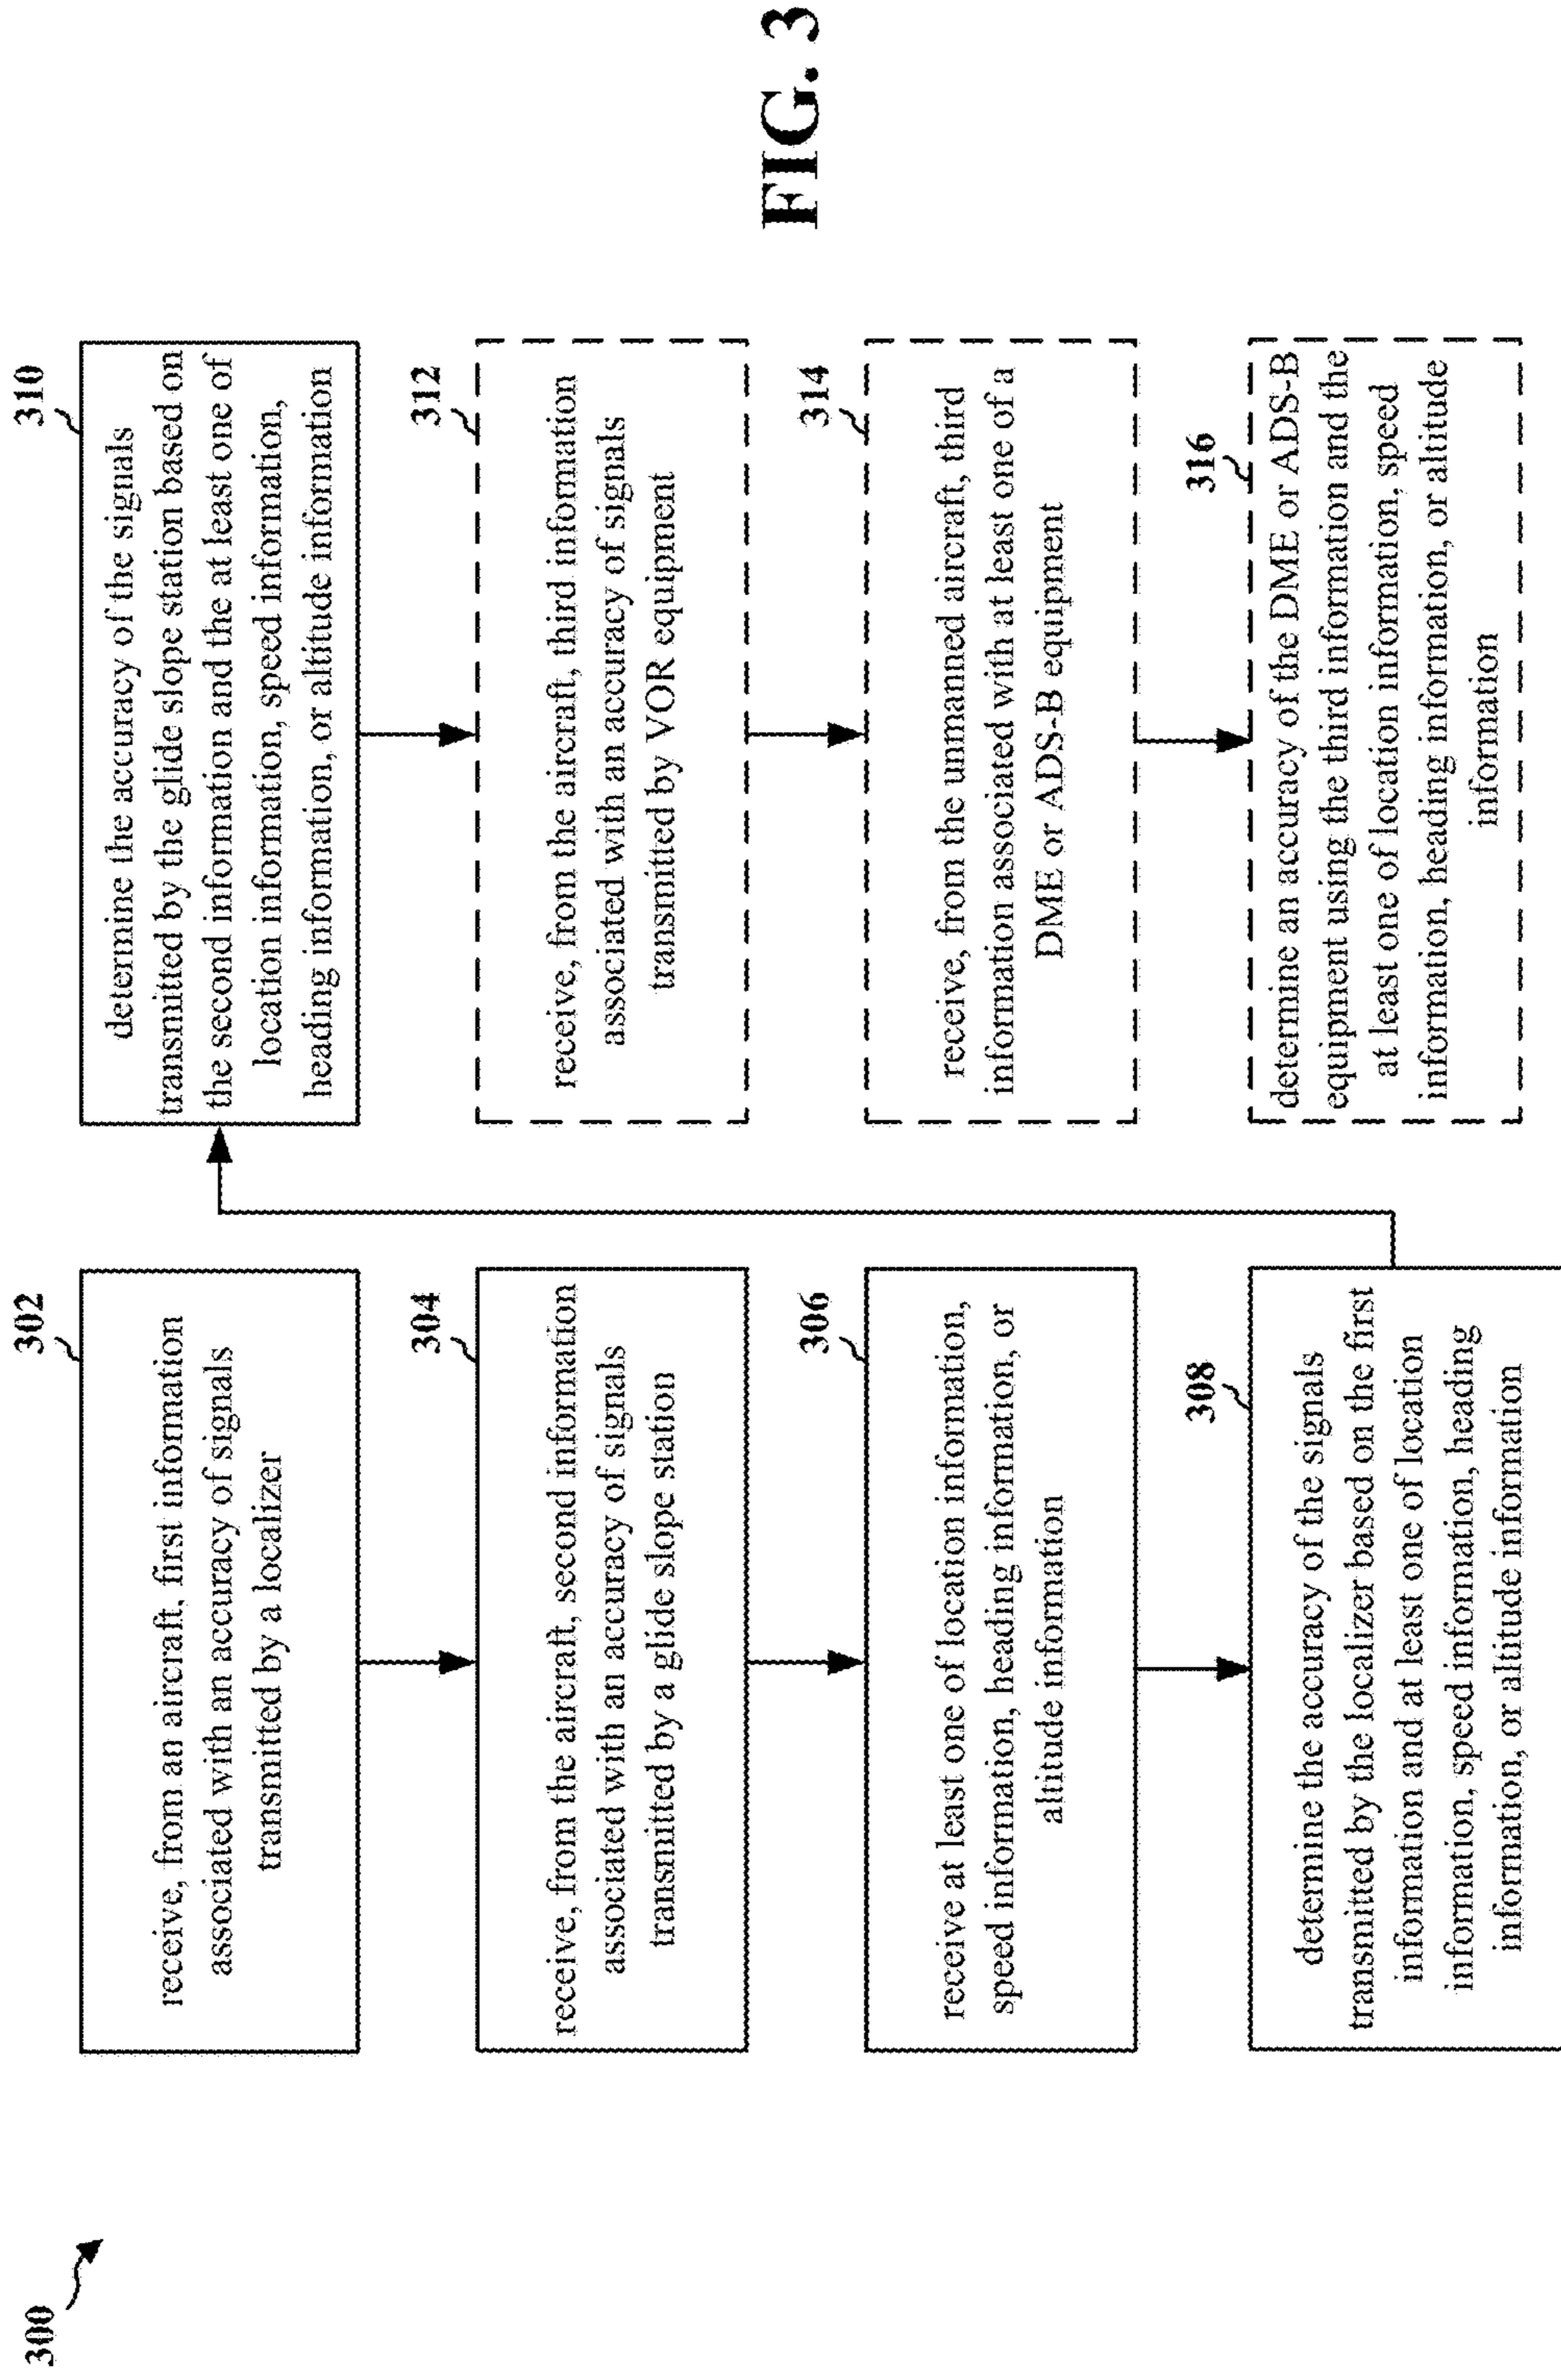 300
302
receive, from an aircraft, first information
associated with an accuracy of signals
transmitted by a localizer
304
receive, from the aircraft, second information
associated with an accuracy of signals
transmitted by a glide slope station
306
receive at least one of location information,
speed information, heading information, or
altitude information
308
determine the accuracy of the signals
transmitted by the localizer based on the first
information and at least one of location
information, speed information, heading
information, or altitude information
310
determine the accuracy of the signals
transmitted by the glide slope station based on
the second information and the at least one of
location information, speed information,
heading information, or altitude information
312
receive, from the aircraft, third information
associated with an accuracy of signals
transmitted by VOR equipment
314
receive, from the unmanned aircraft, third
information associated with at least one of a
DME or ADS-B equipment
316
determine an accuracy of the DME or ADS-B
equipment using the third information and the
at least one of location information, speed
information, heading information, or altitude
information
FIG. 3